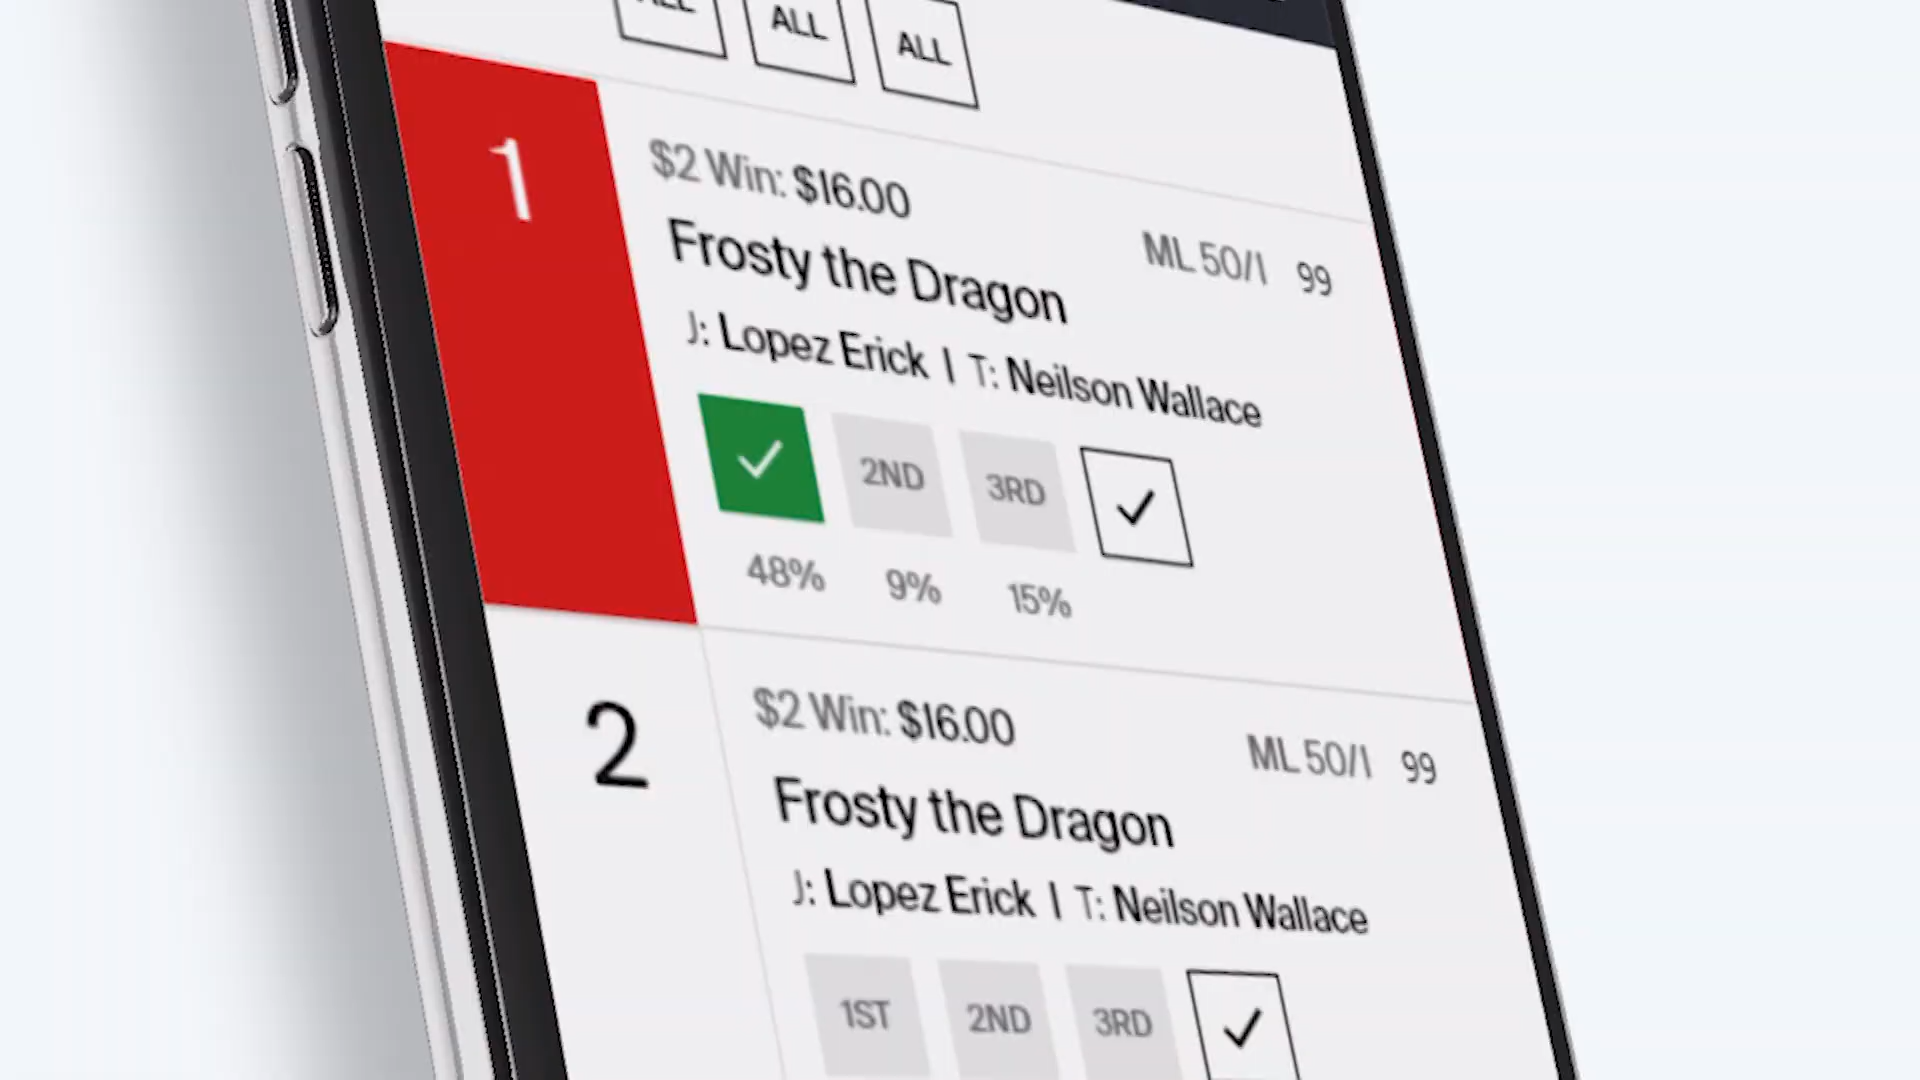 ALL ALL ALL
1
$2 Win: $16.00
Frosty the Dragon
ML 50/1 99
J: Lopez Erick | T: Neilson Wallace
2ND 3RD
48% 9% 15%
2
$2 Win: $16.00
ML 50/1 99
Frosty the Dragon
J: Lopez Erick | T: Neilson Wallace
1ST 2ND 3RD